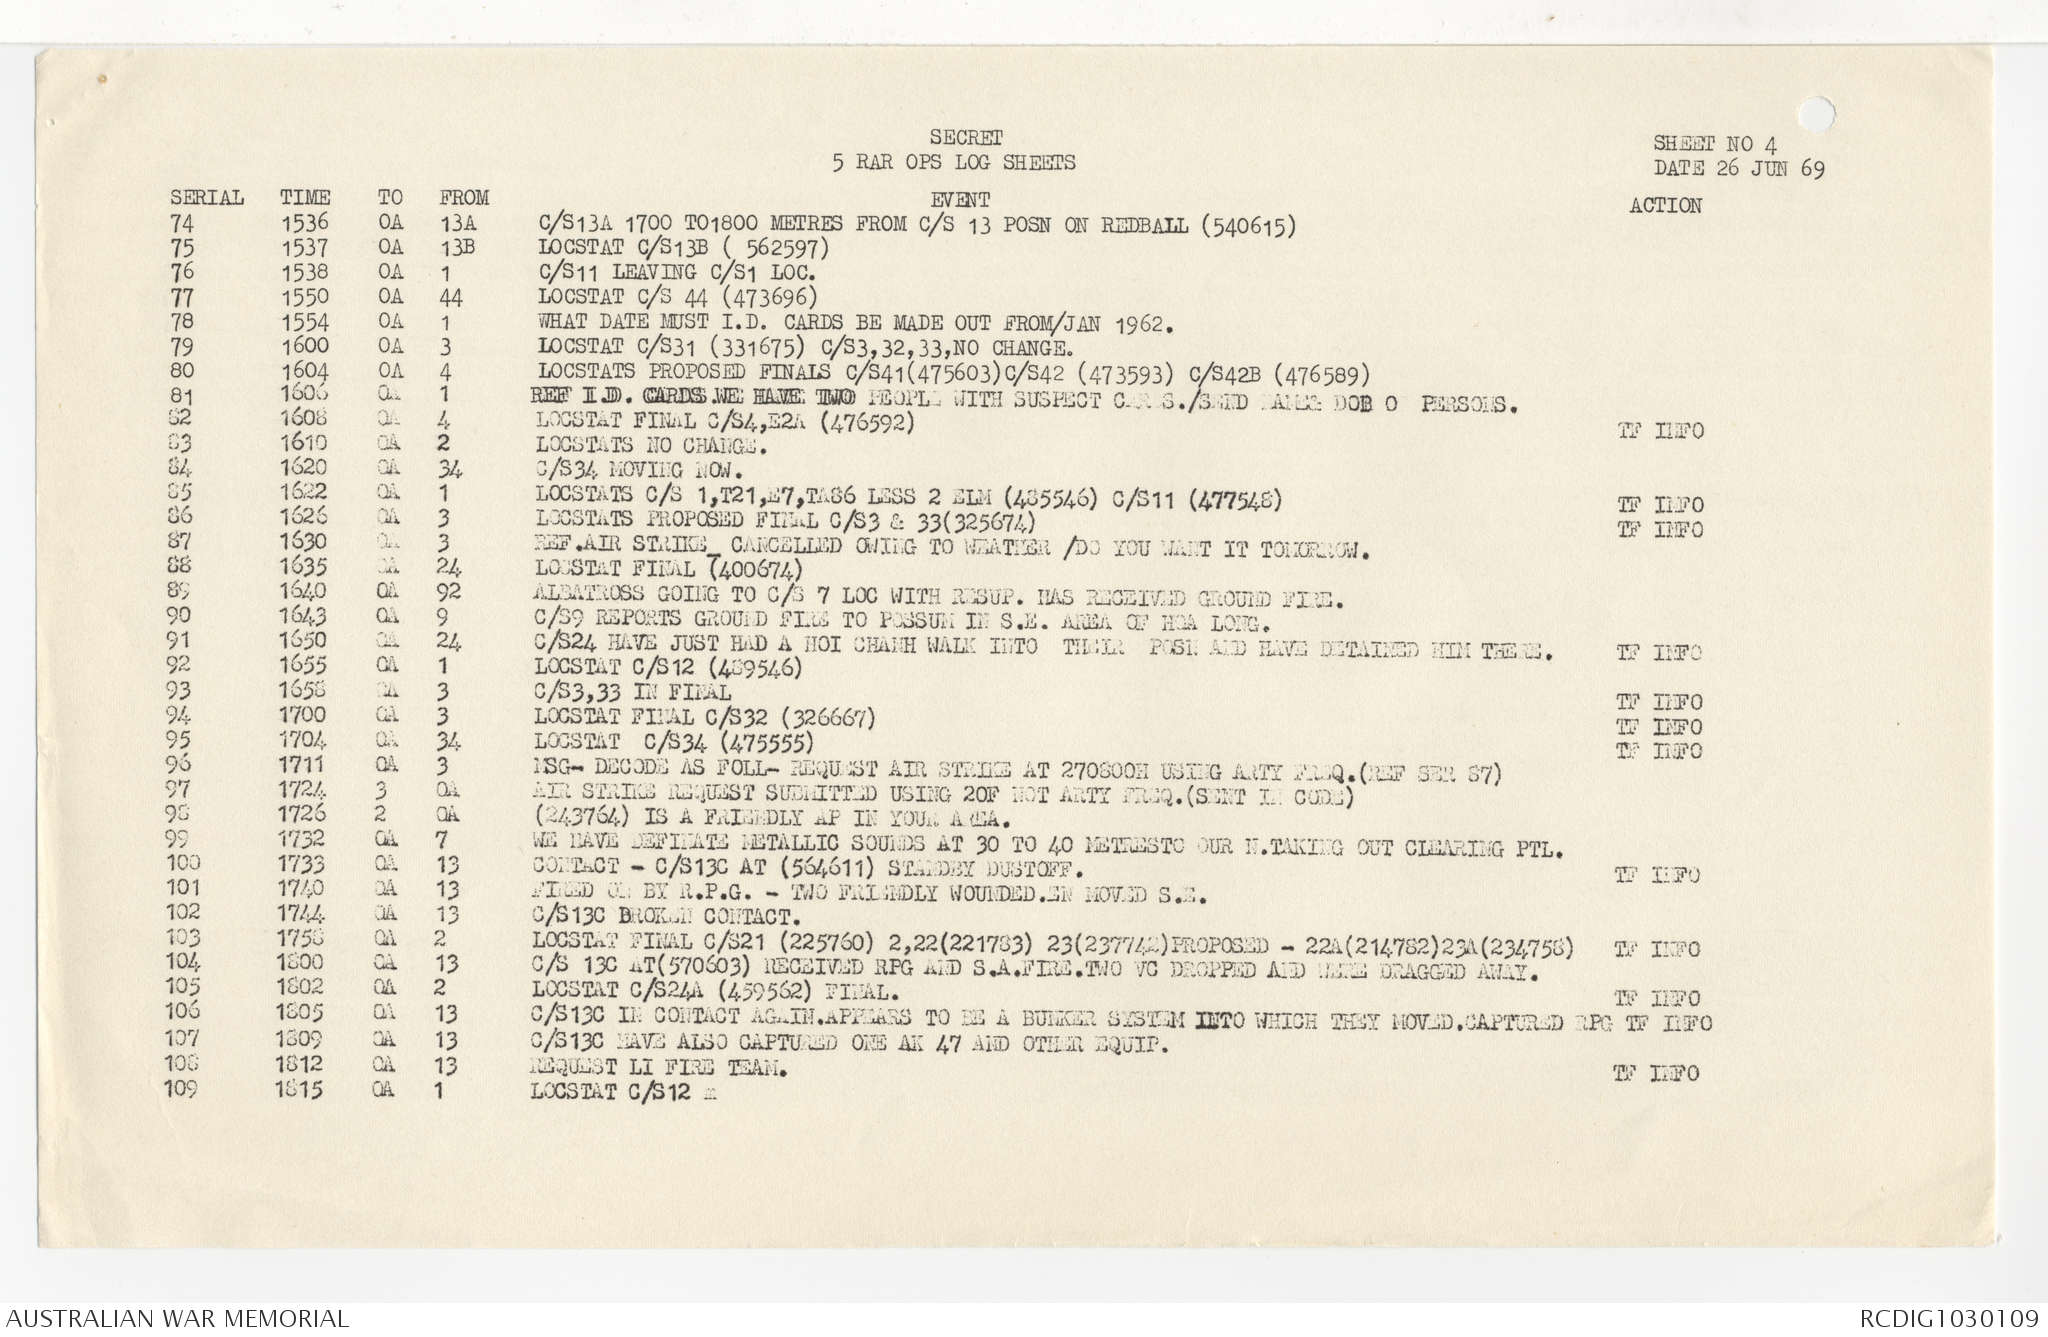 SECRET
5 RAR OPS LOG SHEETS
SHEET NO 4
DATE 26 JUN 69
SERIAL TIME TO FROM EVENT ACTION
74 1536 OA 13A C/S13A 1700 TO1800 METRES FROM C/S 13 POSN ON REDBALL (540615)
75 1537 OA 13B LOCSTAT C/S13B ( 562597)
76 1538 OA 1 C/S11 LEAVING C/S1 LOC.
77 1550 OA 44 LOCSTAT C/S 44 (473696)
78 1554 OA 1 WHAT DATE MUST I.D. CARDS BE MADE OUT FROM/JAN 1962.
79 1600 OA 3 LOCSTAT C/S31 (331675) C/S3,32,33,NO CHANGE.
80 1604 OA 4 LOCSTATS PROPOSED FINALS C/S41(475603)C/S42 (473593) C/S42B (476589)
81 1606 OA 1 REF I.D. CARDS.WE HAVE TWO PEOPLE WITH SUSPECT CARDS./SEND NAME& DOB OF PERSONS.
82 1608 OA 4 LOCSTAT FINAL C/S4,E2A (476592) TF INFO
83 1610 OA 2 LOCSTATS NO CHANGE.
84 1620 OA 34 C/S34 MOVING NOW.
85 1622 OA 1 LOCSTATS C/S 1,T21,E7,TA86 LESS 2 ELM (485546) C/S11 (477548) TF INFO
86 1626 OA 3 LOCSTATS PROPOSED FINAL C/S3 & 33(325674) TF INFO
87 1630 OA 3 REF.AIR STRIKE_ CANCELLED OWING TO WEATHER /DO YOU WANT IT TOMORROW.
88 1635 OA 24 LOCSTAT FINAL (400674)
89 1640 OA 92 ALBATROSS GOING TO C/S 7 LOC WITH RESUP. HAS RECEIVED GROUND FIRE.
90 1643 OA 9 C/S9 REPORTS GROUND FIRE TO POSSUM IN S.E. AREA OF HOA LONG.
91 1650 OA 24 C/S24 HAVE JUST HAD A HOI CHANH WALK INTO THEIR POSN AND HAVE DETAINED HIM THERE. TF INFO
92 1655 OA 1 LOCSTAT C/S12 (489546)
93 1658 OA 3 C/S3,33 IN FINAL TF INFO
94 1700 OA 3 LOCSTAT FINAL C/S32 (326667) TF INFO
95 1704 OA 34 LOCSTAT C/S34 (475555) TF INFO
96 1711 OA 3 MSG- DECODE AS FOLL- REQUEST AIR STRIKE AT 270800H USING ARTY FREQ.(REF SER 87)
97 1724 3 OA AIR STRIKE REQUEST SUBMITTED USING 20F NOT ARTY FREQ.(SENT IN CODE)
98 1726 2 OA (243764) IS A FRIENDLY AP IN YOUR AREA.
99 1732 OA 7 WE HAVE DEFINATE METALLIC SOUNDS AT 30 TO 40 METRESTO OUR N.TAKING OUT CLEARING PTL.
100 1733 OA 13 CONTACT - C/S13C AT (564611) STANDBY DUSTOFF. TF INFO
101 1740 OA 13 FIRED ON BY R.P.G. - TWO FRIENDLY WOUNDED.EN MOVED S.E.
102 1744 OA 13 C/S13C BROKEN CONTACT.
103 1758 OA 2 LOCSTAT FINAL C/S21 (225760) 2,22(221783) 23(237742)PROPOSED - 22A(214782)23A(234758) TF INFO
104 1800 OA 13 C/S 13C AT(570603) RECEIVED RPG AND S.A.FIRE.TWO VC DROPPED AND WERE DRAGGED AWAY.
105 1802 OA 2 LOCSTAT C/S24A (459562) FINAL. TF INFO
106 1805 OA 13 C/S13C IN CONTACT AGAIN.APPEARS TO BE A BUNKER SYSTEM INTO WHICH THEY MOVED.CAPTURED RPG TF INFO
107 1809 OA 13 C/S13C HAVE ALSO CAPTURED ONE AK 47 AND OTHER EQUIP.
108 1812 OA 13 REQUEST LI FIRE TEAM. TF INFO
109 1815 OA 1 LOCSTAT C/S12
AUSTRALIAN WAR MEMORIAL RCDIG1030109